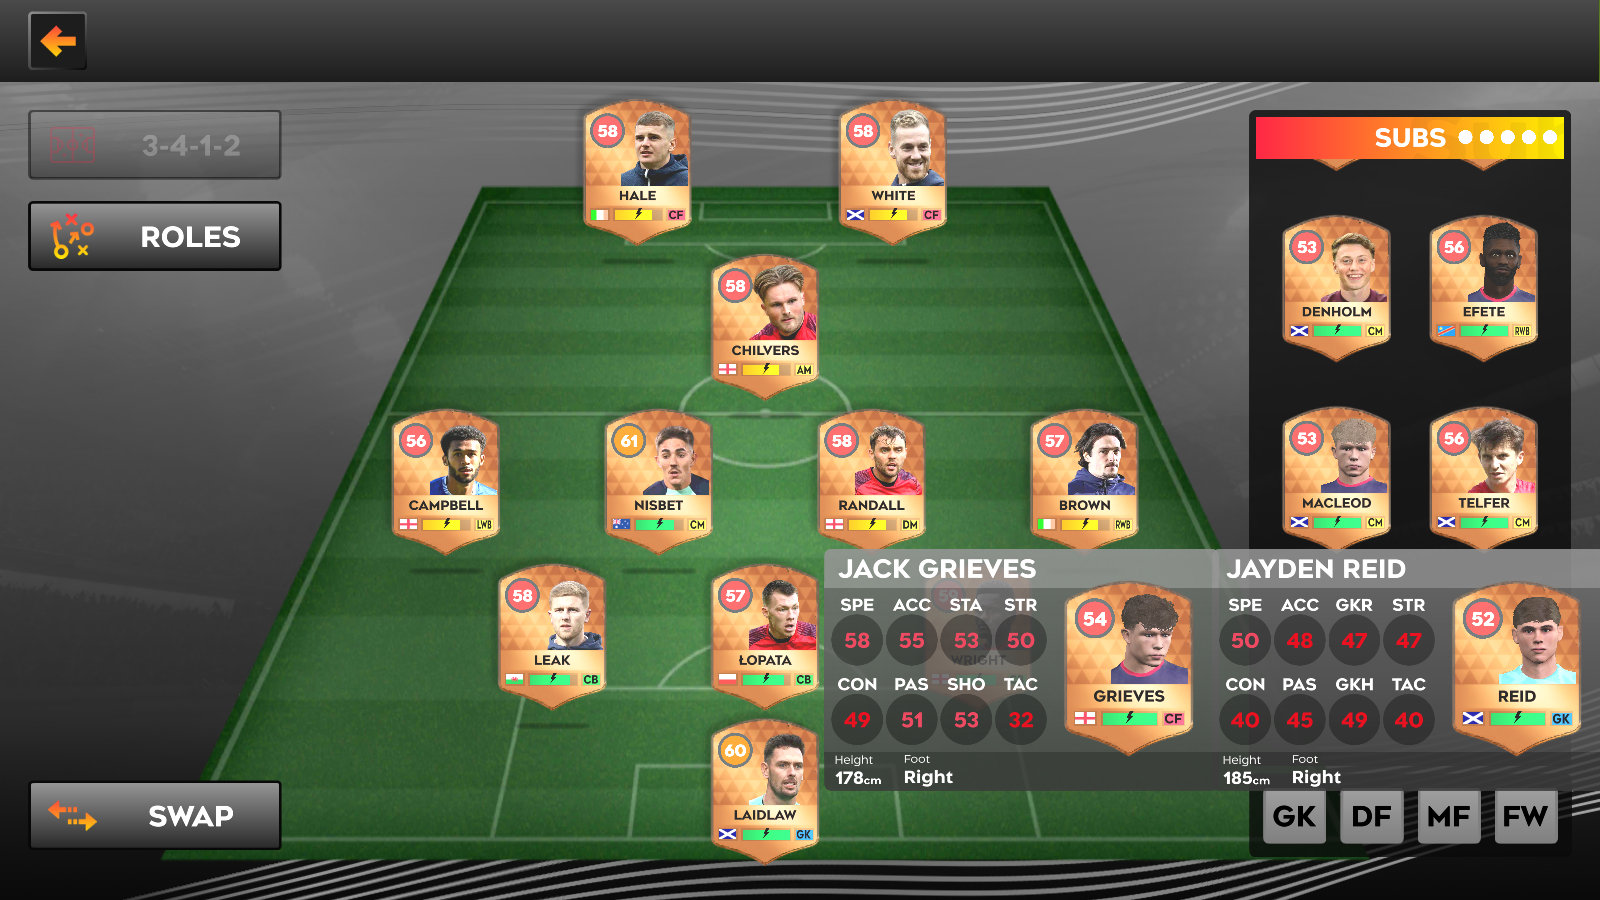 3-4-1-2
ROLES
SWAP
58
HALE
CF
58
WHITE
CF
58
CHILVERS
AM
56
CAMPBELL
LWB
61
NISBET
CM
58
RANDALL
DM
57
BROWN
RWB
58
LEAK
CB
57
ŁOPATA
CB
WRIGHT
60
LAIDLAW
GK
SUBS
53
DENHOLM
CM
56
EFETE
RWB
53
MACLEOD
CM
56
TELFER
CM
JACK GRIEVES
SPE ACC STA STR
58 55 53 50
CON PAS SHO TAC
49 51 53 32
Height Foot
178cm Right
54
GRIEVES
CF
JAYDEN REID
SPE ACC GKR STR
50 48 47 47
CON PAS GKH TAC
40 45 49 40
Height Foot
185cm Right
52
REID
GK
GK DF MF FW